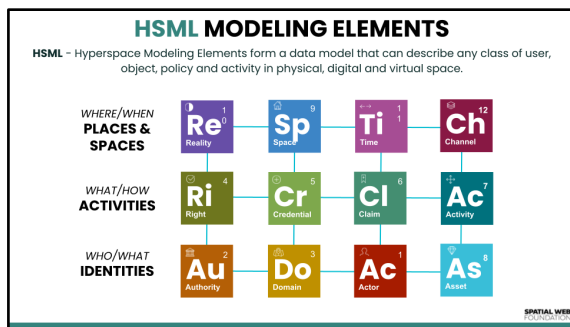 HSML MODELING ELEMENTS
HSML - Hyperspace Modeling Elements form a data model that can describe any class of user,
object, policy and activity in physical, digital and virtual space.
WHERE/WHEN
PLACES &
SPACES
1
0
Re
Reality
9
Sp
Space
1
1
Ti
Time
12
Ch
Channel
WHAT/HOW
ACTIVITIES
4
Ri
Right
5
Cr
Credential
6
Cl
Claim
7
Ac
Activity
WHO/WHAT
IDENTITIES
2
Au
Authority
3
Do
Domain
1
Ac
Actor
8
As
Asset
SPATIAL WEB
FOUNDATION